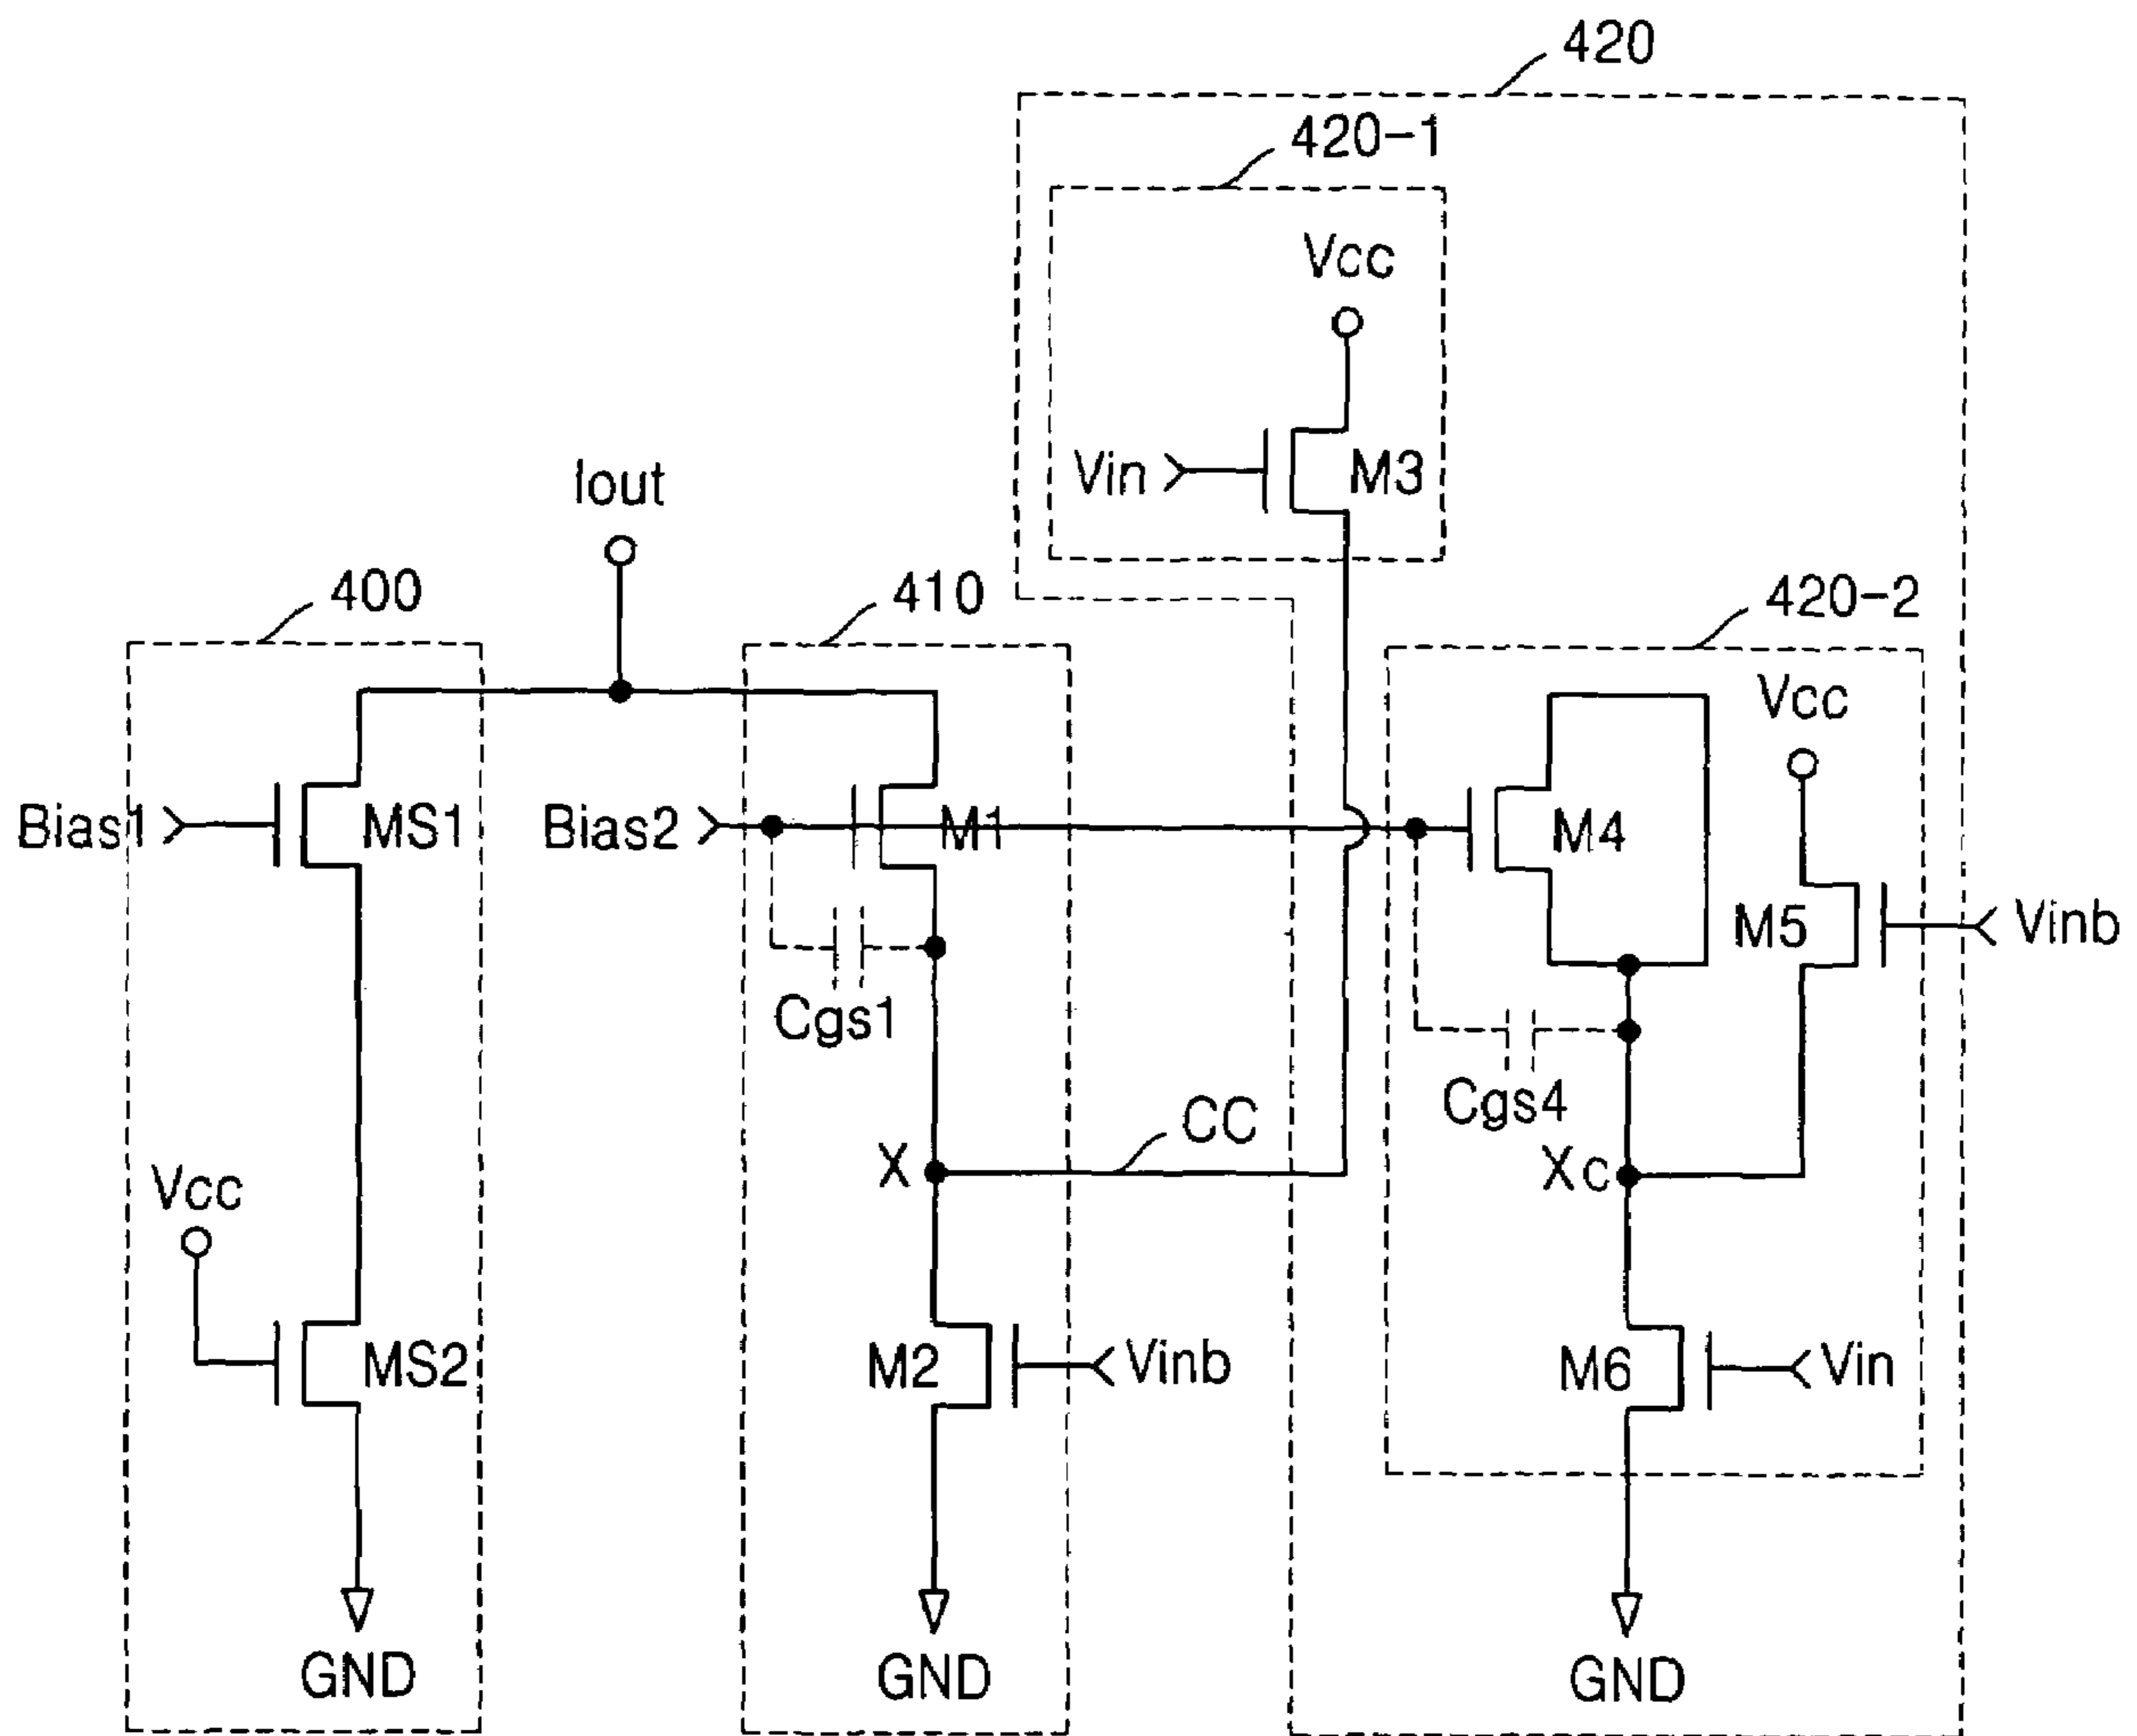 420
420-1
Vcc
Vin
M3
Iout
400
410
420-2
Vcc
Bias1
MS1
Bias2
M1
M4
M5
Vinb
Cgs1
Cgs4
CC
X
Xc
Vcc
MS2
M2
Vinb
M6
Vin
GND
GND
GND